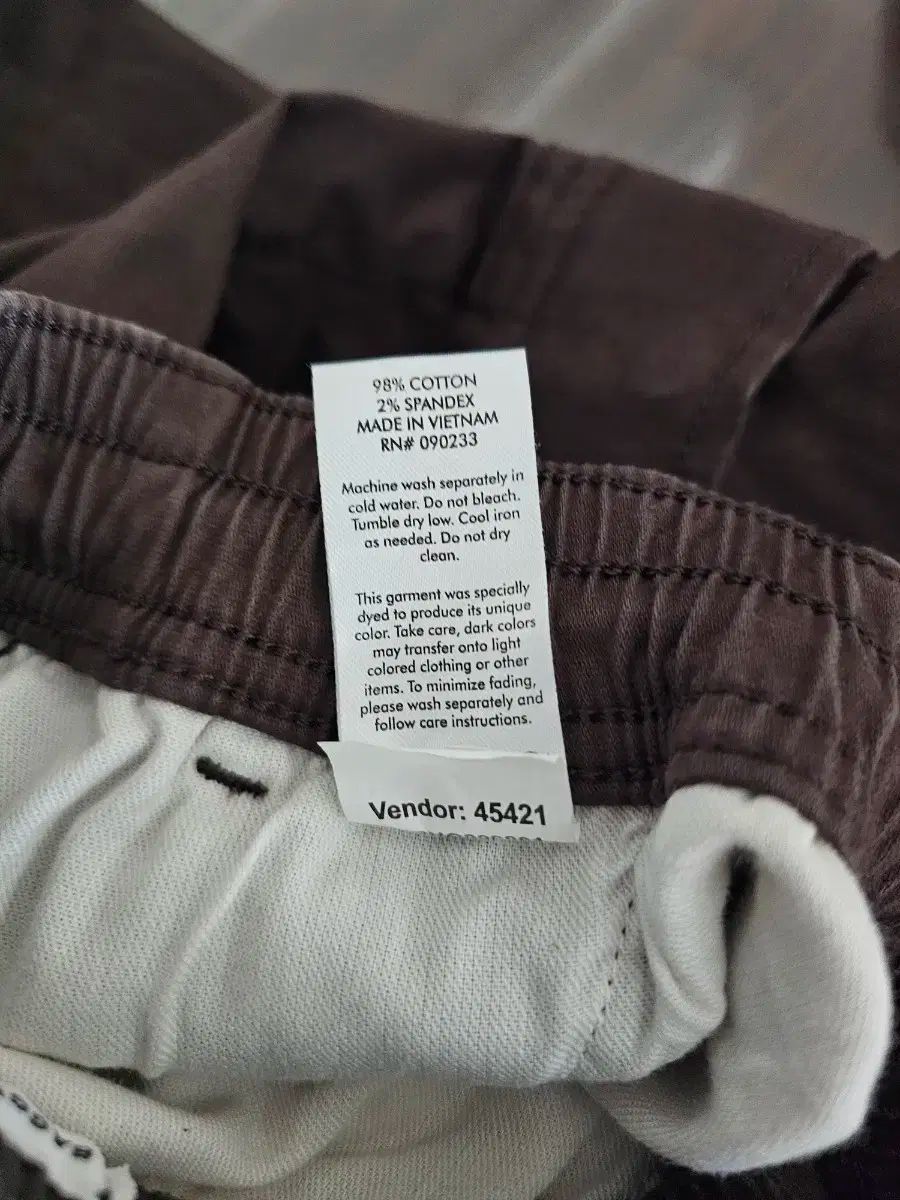 98% COTTON
2% SPANDEX
MADE IN VIETNAM
RN# 090233
Machine wash separately in
cold water. Do not bleach.
Tumble dry low. Cool iron
as needed. Do not dry
clean.
This garment was specially
dyed to produce its unique
color. Take care, dark colors
may transfer onto light
colored clothing or other
items. To minimize fading,
please wash separately and
follow care instructions.
Vendor: 45421